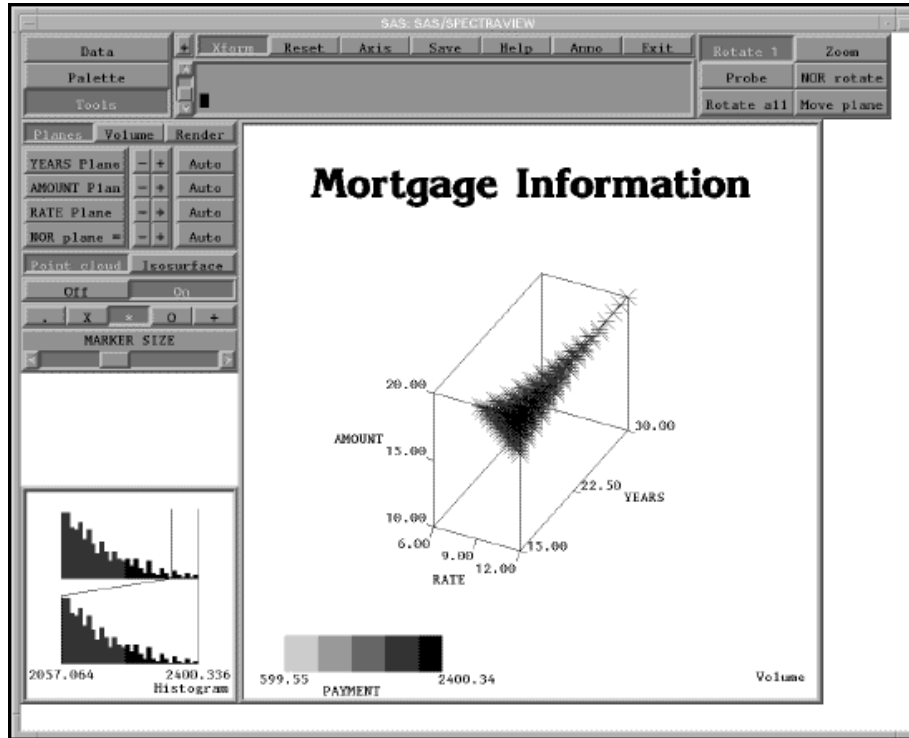 SAS: SAS/SPECTRAVIEW
Data
+ Xform Reset Axis Save Help Anno Exit
Rotate 1 Zoom
Palette
Probe NOR rotate
Tools
Rotate all Move plane
Planes Volume Render
YEARS Plane - + Auto
AMOUNT Plan - + Auto
RATE Plane - + Auto
NOR plane = - + Auto
Point cloud Isosurface
Off On
. X * O +
MARKER SIZE
Mortgage Information
20.00
AMOUNT
15.00
10.00
6.00
9.00
12.00
RATE
15.00
22.50
YEARS
30.00
2057.064 2400.336
Histogram
599.55 2400.34
PAYMENT
Volume